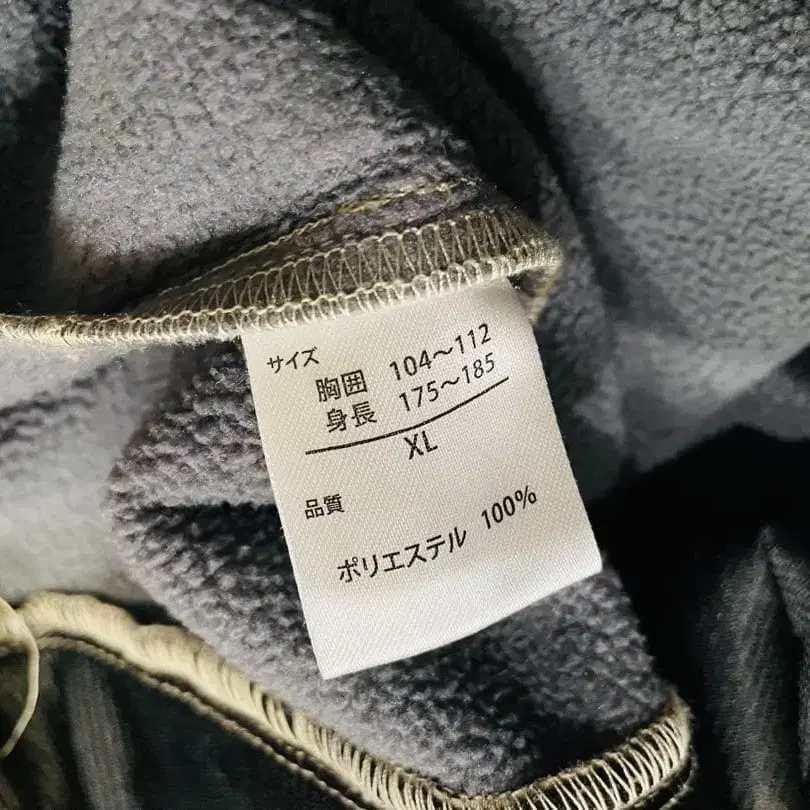 サイズ
胸囲 104～112
身長 175～185
XL
品質
ポリエステル 100%